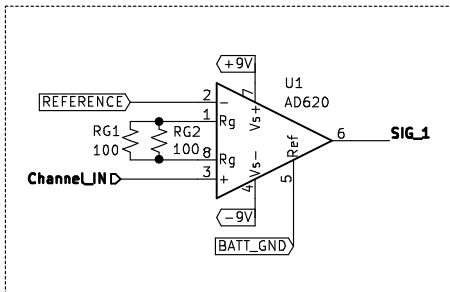 +9V
U1
AD620
REFERENCE
2
-
7
Vs+
1
Rg
RG1
100
RG2
100
8
Rg
Ref
6
SIG_1
Channel_IN
3
+
Vs-
4
5
-9V
BATT_GND